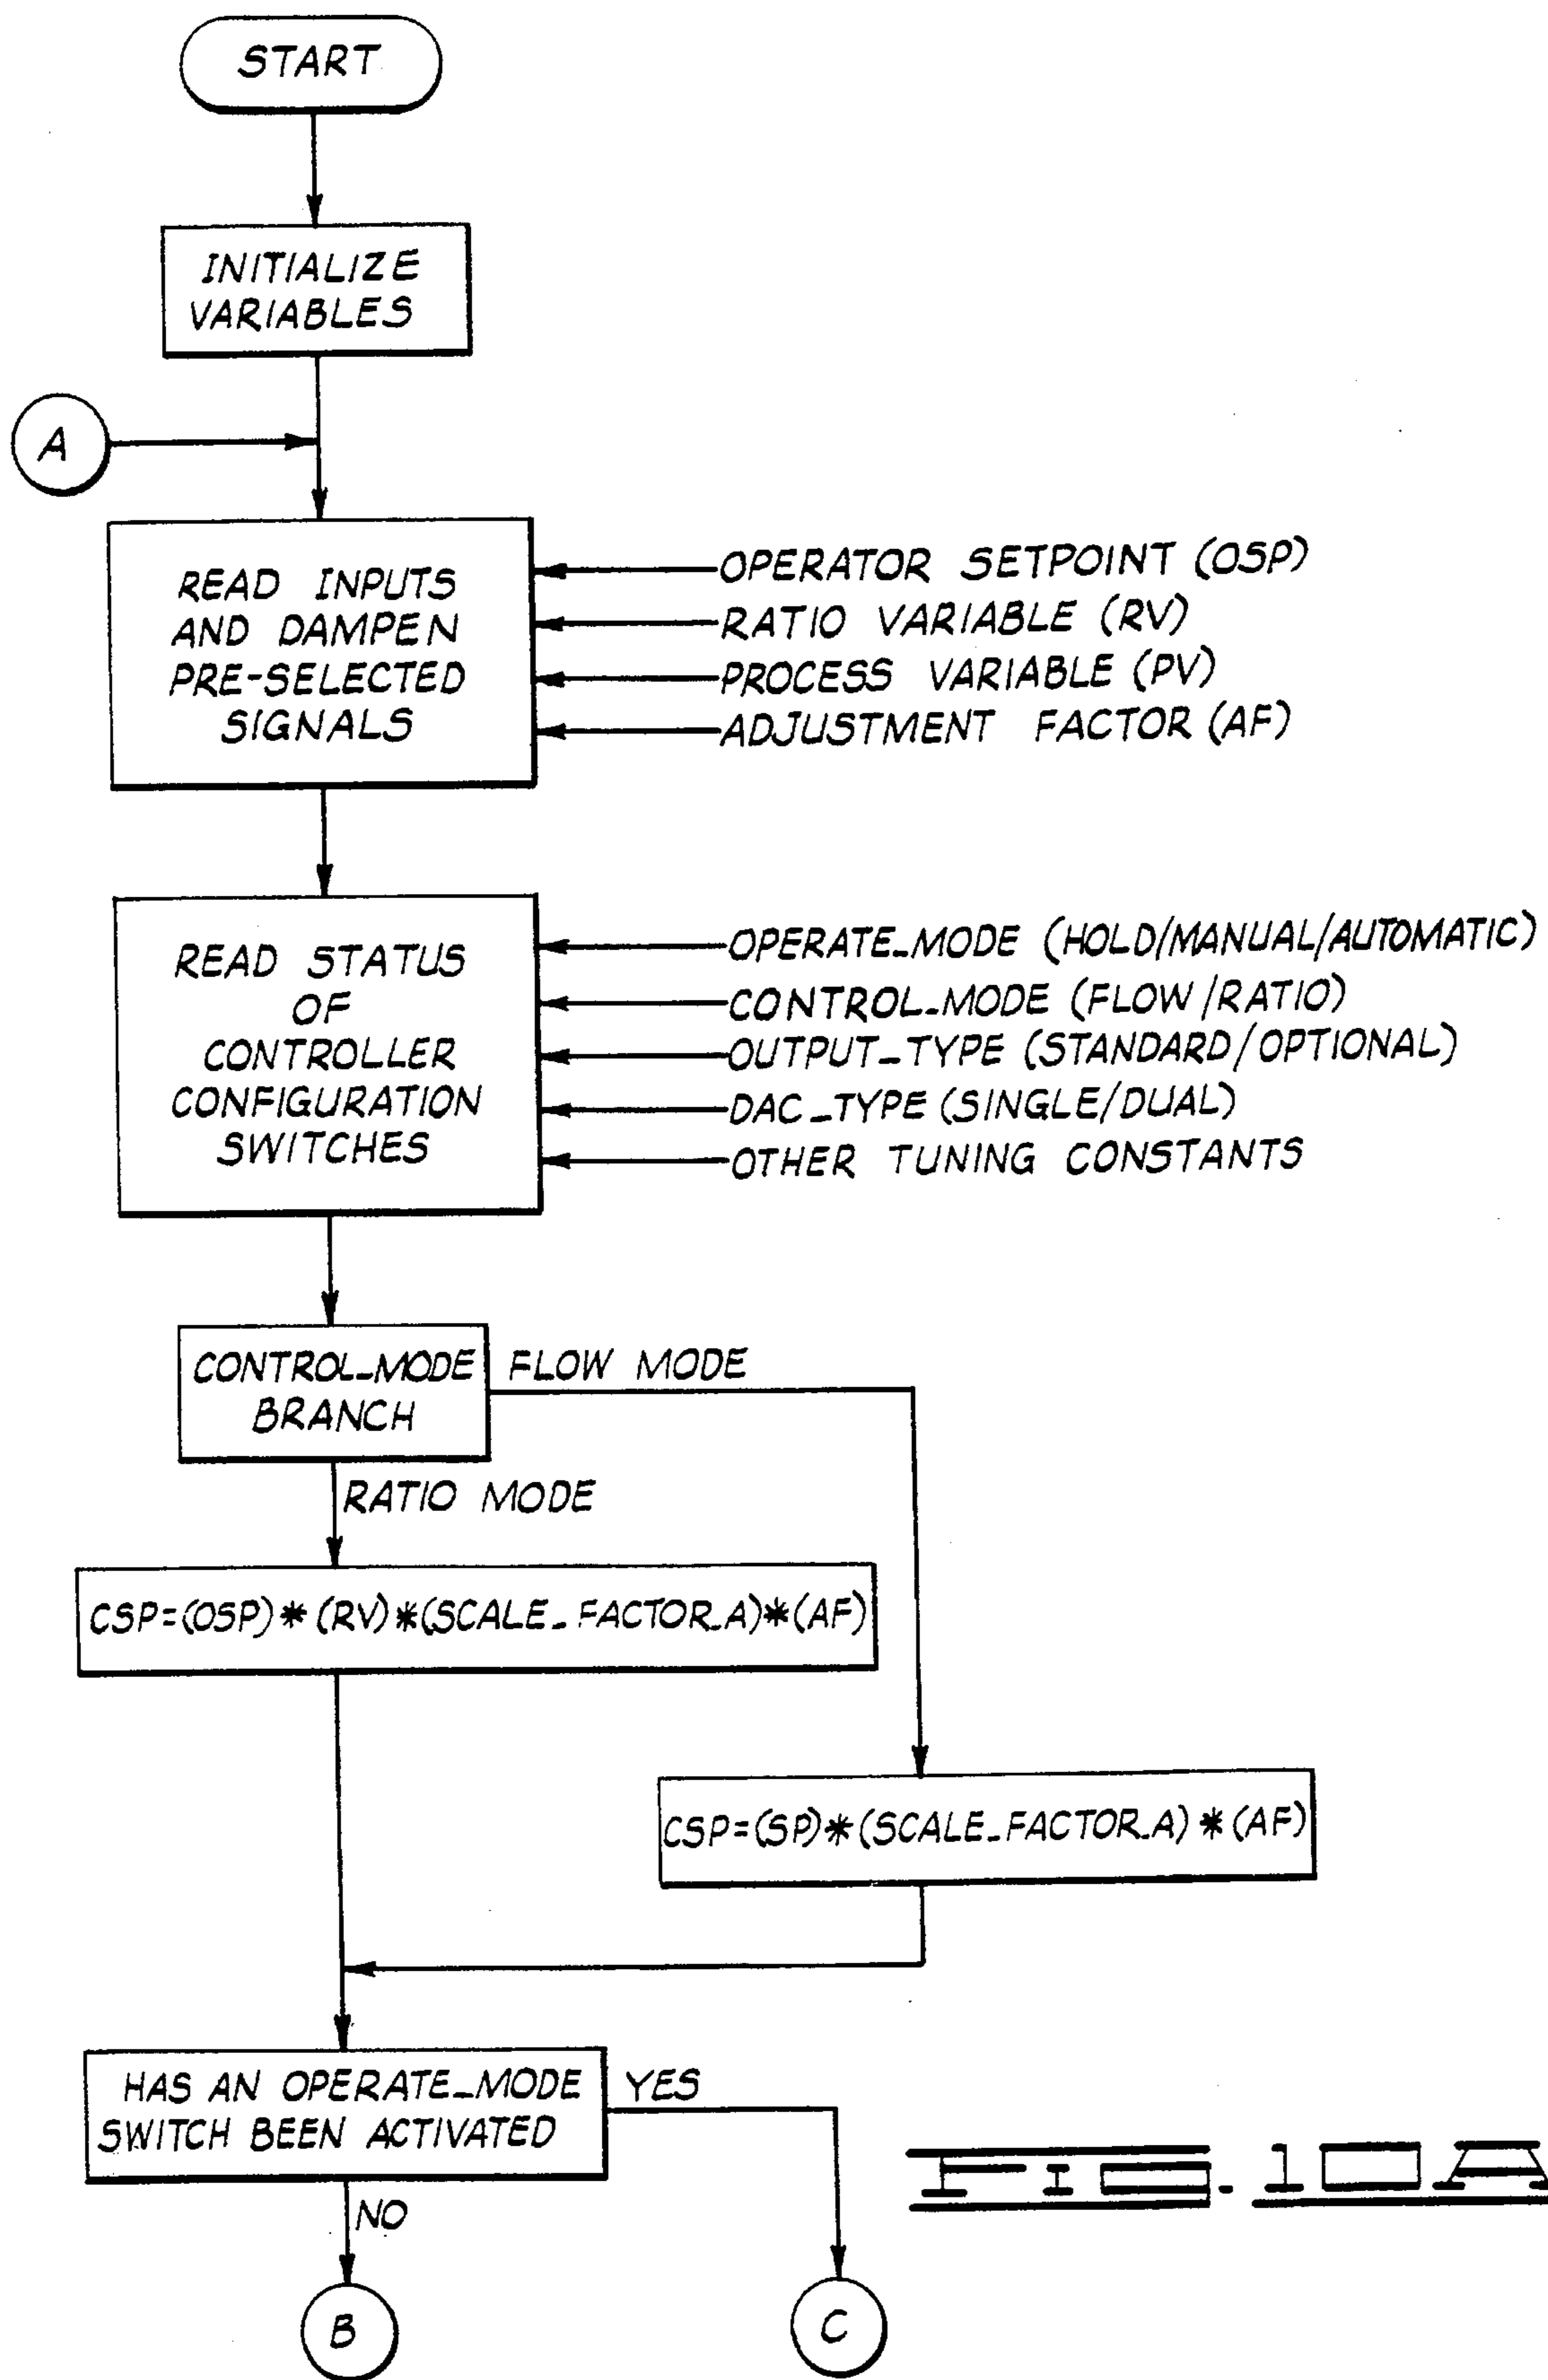 START
INITIALIZE
VARIABLES
A
READ INPUTS
AND DAMPEN
PRE-SELECTED
SIGNALS
OPERATOR SETPOINT (OSP)
RATIO VARIABLE (RV)
PROCESS VARIABLE (PV)
ADJUSTMENT FACTOR (AF)
READ STATUS
OF
CONTROLLER
CONFIGURATION
SWITCHES
OPERATE_MODE (HOLD/MANUAL/AUTOMATIC)
CONTROL_MODE (FLOW/RATIO)
OUTPUT_TYPE (STANDARD/OPTIONAL)
DAC_TYPE (SINGLE/DUAL)
OTHER TUNING CONSTANTS
CONTROL_MODE
BRANCH
FLOW MODE
RATIO MODE
CSP=(OSP)*(RV)*(SCALE_FACTOR_A)*(AF)
CSP=(SP)*(SCALE_FACTOR_A)*(AF)
HAS AN OPERATE_MODE
SWITCH BEEN ACTIVATED
YES
NO
B
C
FIG. 10A